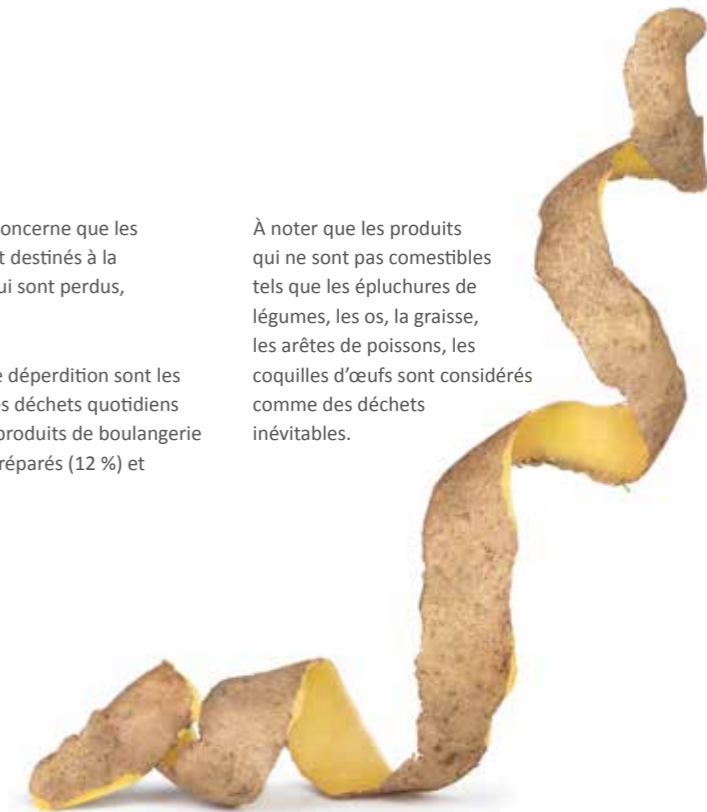 oncerne que les
t destinés à la
ui sont perdus,
e déperdition sont les
es déchets quotidiens
produits de boulangerie
réparés (12 %) et
À noter que les produits
qui ne sont pas comestibles
tels que les épluchures de
légumes, les os, la graisse,
les arêtes de poissons, les
coquilles d’œufs sont considérés
comme des déchets
inévitables.